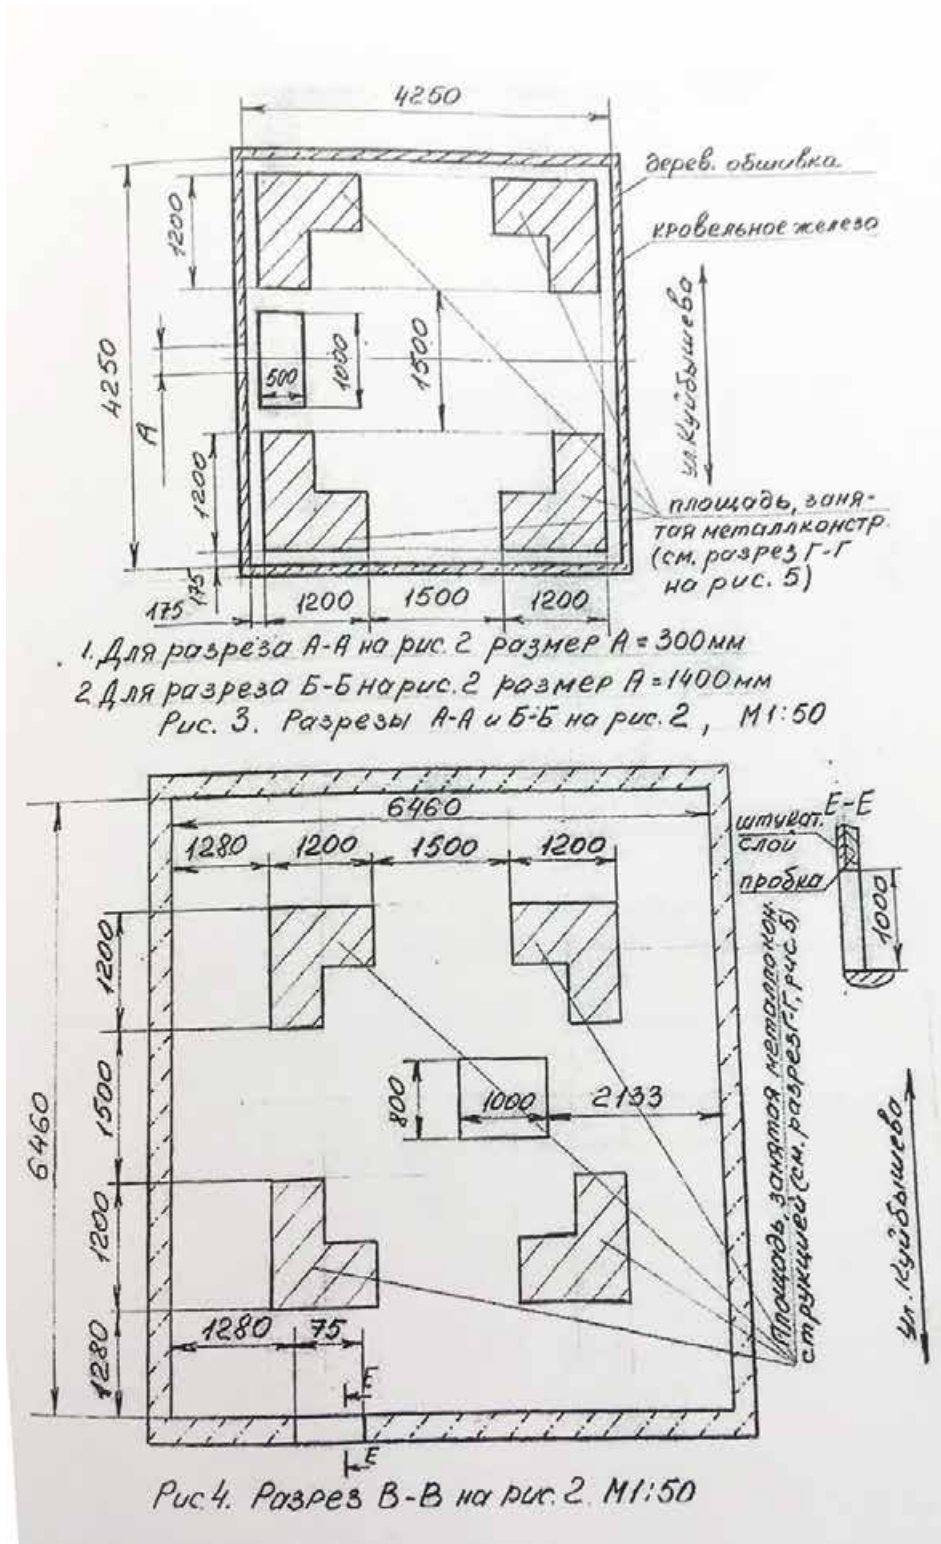 4250
дерев. обшивка
кровельное железо
1200
ул. Куйбышева
4250
А
500
1000
1500
1200
площадь, заня-
тая металлконстр.
(см. разрез Г-Г
на рис. 5)
175
175
1200
1500
1200
1. Для разреза А-А на рис. 2 размер А = 300мм
2 Для разреза Б-Б на рис. 2 размер А = 1400мм
Рис. 3. Разрезы А-А и Б-Б на рис. 2, М1:50
6460
1280
1200
1500
1200
Е-Е
штукат.
слой
пробка
1000
1200
1500
6460
800
1000
2133
1200
1280
Площадь, занятая металлокон-
струкцией (см. разрез Г-Г, рис. 5)
ул. Куйбышева
1280
75
Е
Е
Рис. 4. Разрез В-В на рис. 2. М1:50